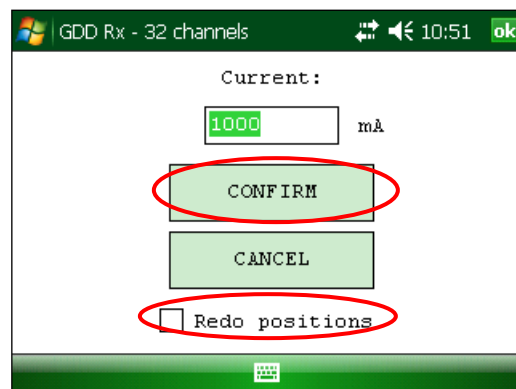 GDD Rx - 32 channels 10:51 ok
Current:
1000 mA
CONFIRM
CANCEL
Redo positions